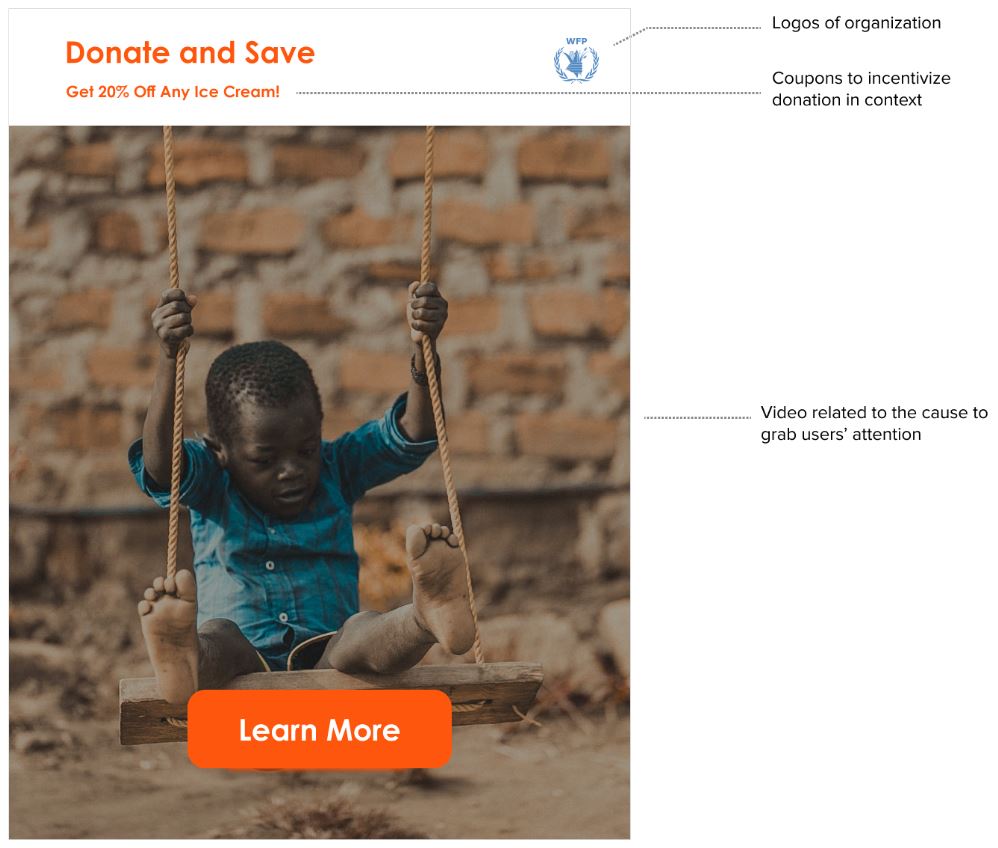 Donate and Save
WFP
Get 20% Off Any Ice Cream!
Logos of organization
Coupons to incentivize
donation in context
Video related to the cause to
grab users’ attention
Learn More